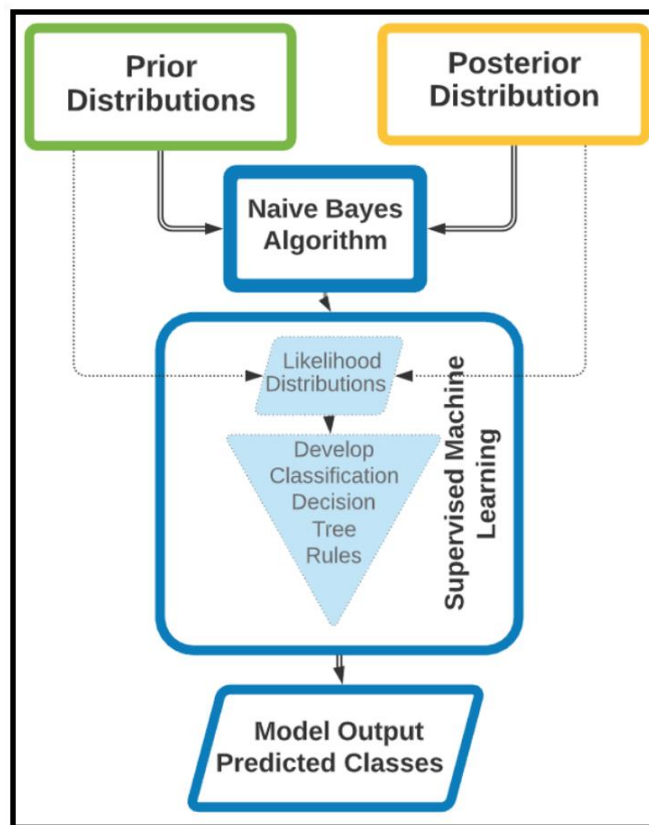 Prior
Distributions
Posterior
Distribution
Naive Bayes
Algorithm
Likelihood
Distributions
Develop
Classification
Decision
Tree
Rules
Supervised Machine
Learning
Model Output
Predicted Classes